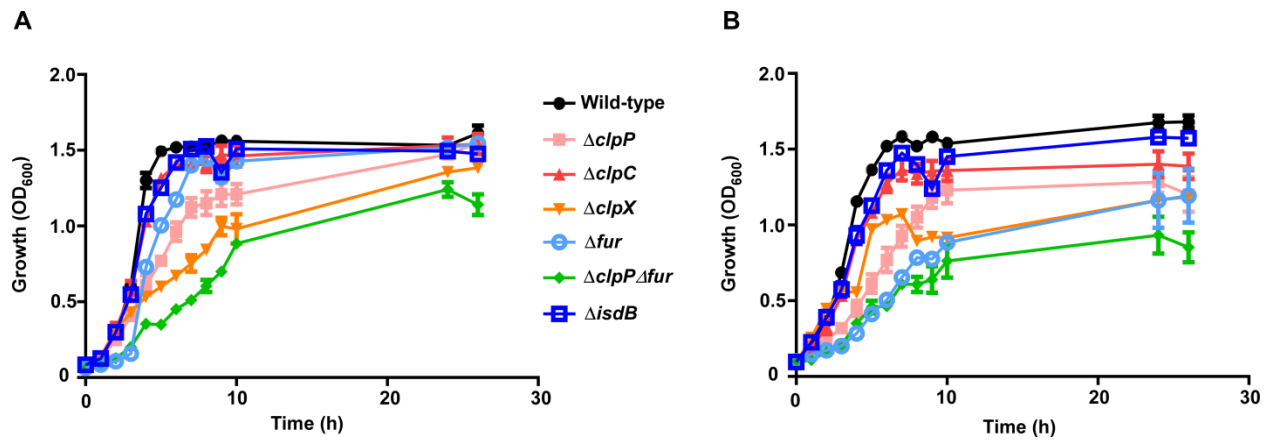 A
B
2.0
1.5
1.0
0.5
0
0
10
20
30
Growth (OD600)
Time (h)
Wild-type
ΔclpP
ΔclpC
ΔclpX
Δfur
ΔclpPΔfur
ΔisdB
2.0
1.5
1.0
0.5
0
0
10
20
30
Growth (OD600)
Time (h)